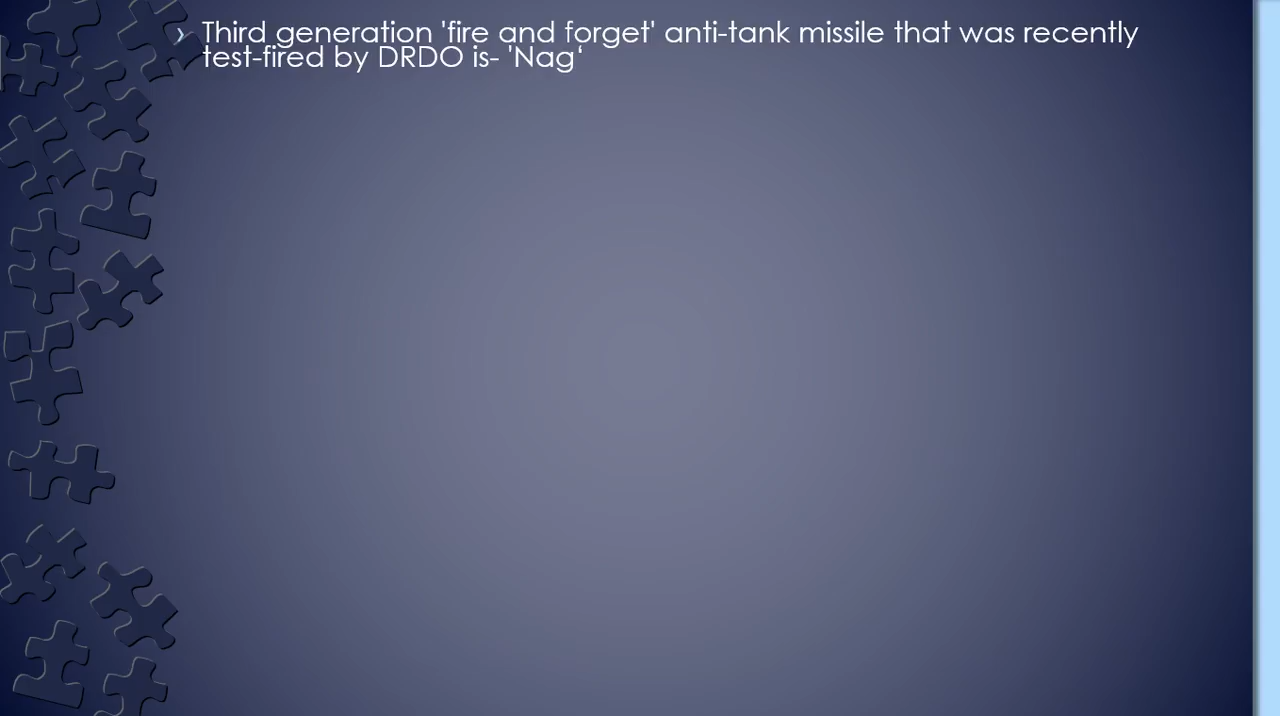 › Third generation 'fire and forget' anti-tank missile that was recently
test-fired by DRDO is- 'Nag‘